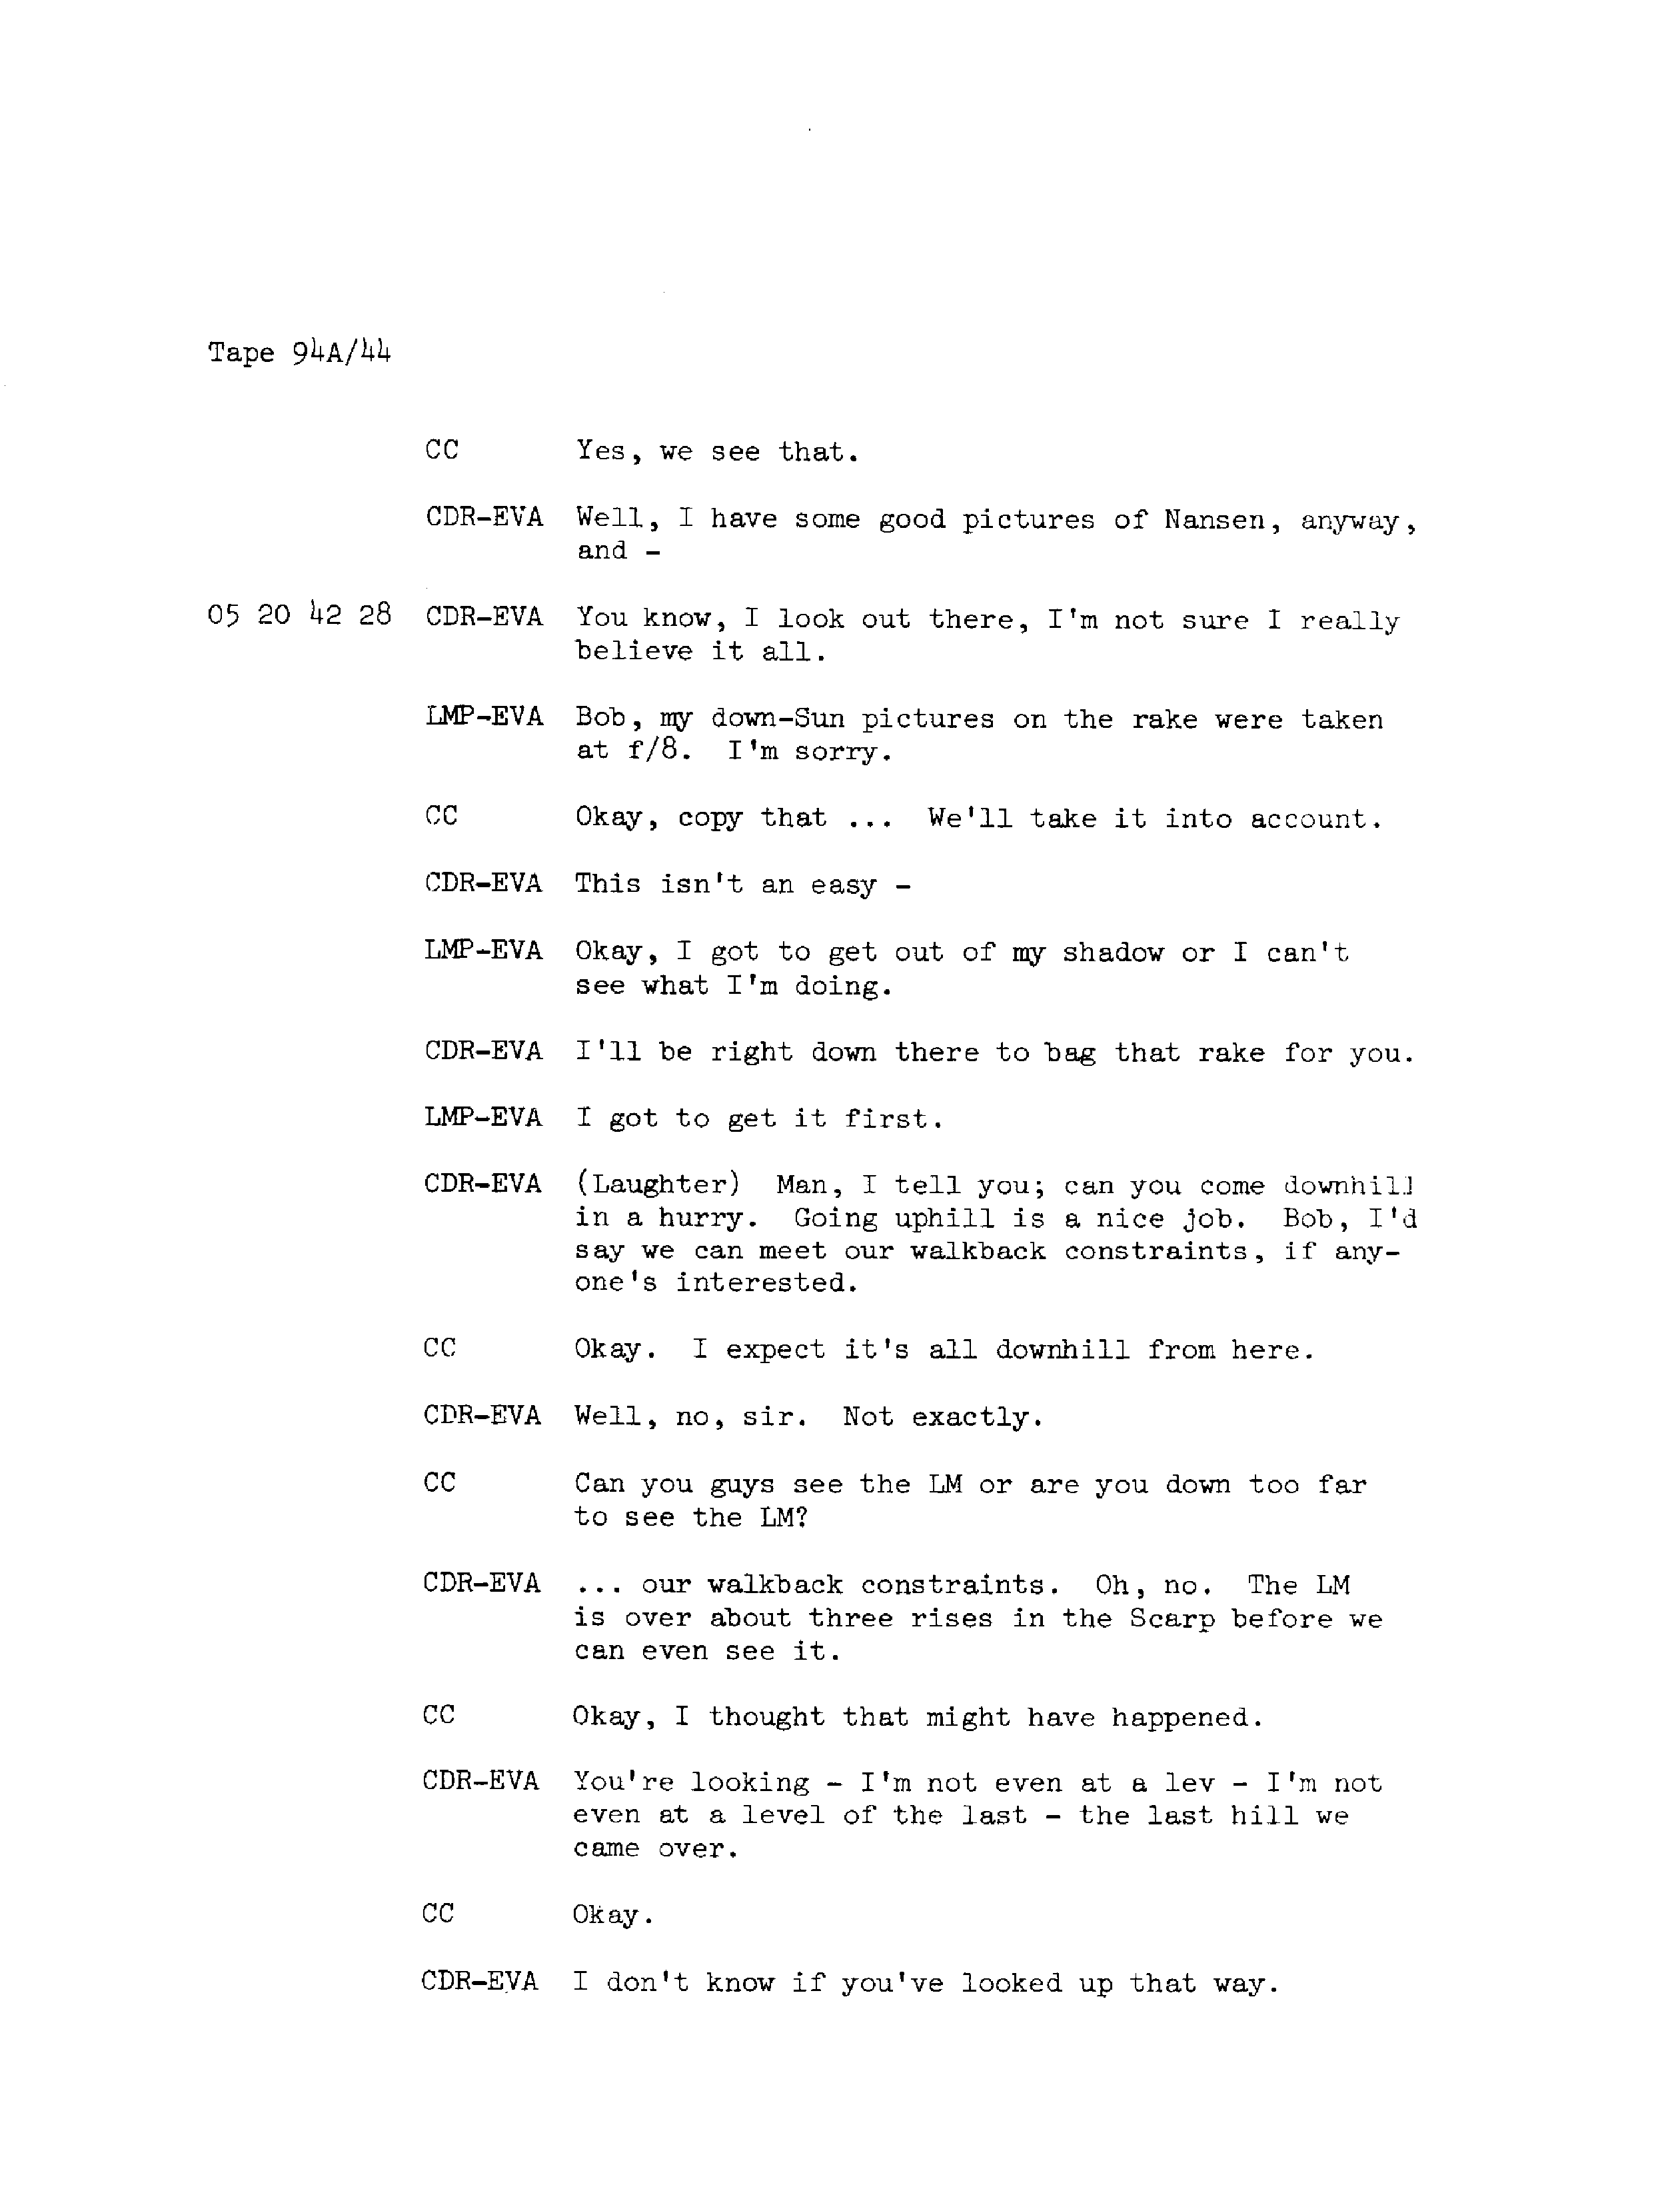 Tape 94A/44
CC Yes, we see that.
CDR-EVA Well, I have some good pictures of Nansen, anyway,
and -
05 20 42 28 CDR-EVA You know, I look out there, I'm not sure I really
believe it all.
LMP-EVA Bob, my down-Sun pictures on the rake were taken
at f/8. I'm sorry.
CC Okay, copy that ... We'll take it into account.
CDR-EVA This isn't an easy -
LMP-EVA Okay, I got to get out of my shadow or I can't
see what I'm doing.
CDR-EVA I'll be right down there to bag that rake for you.
LMP-EVA I got to get it first.
CDR-EVA (Laughter) Man, I tell you; can you come downhill
in a hurry. Going uphill is a nice job. Bob, I'd
say we can meet our walkback constraints, if any-
one's interested.
CC Okay. I expect it's all downhill from here.
CDR-EVA Well, no, sir. Not exactly.
CC Can you guys see the LM or are you down too far
to see the LM?
CDR-EVA ... our walkback constraints. Oh, no. The LM
is over about three rises in the Scarp before we
can even see it.
CC Okay, I thought that might have happened.
CDR-EVA You're looking - I'm not even at a lev - I'm not
even at a level of the last - the last hill we
came over.
CC Okay.
CDR-EVA I don't know if you've looked up that way.